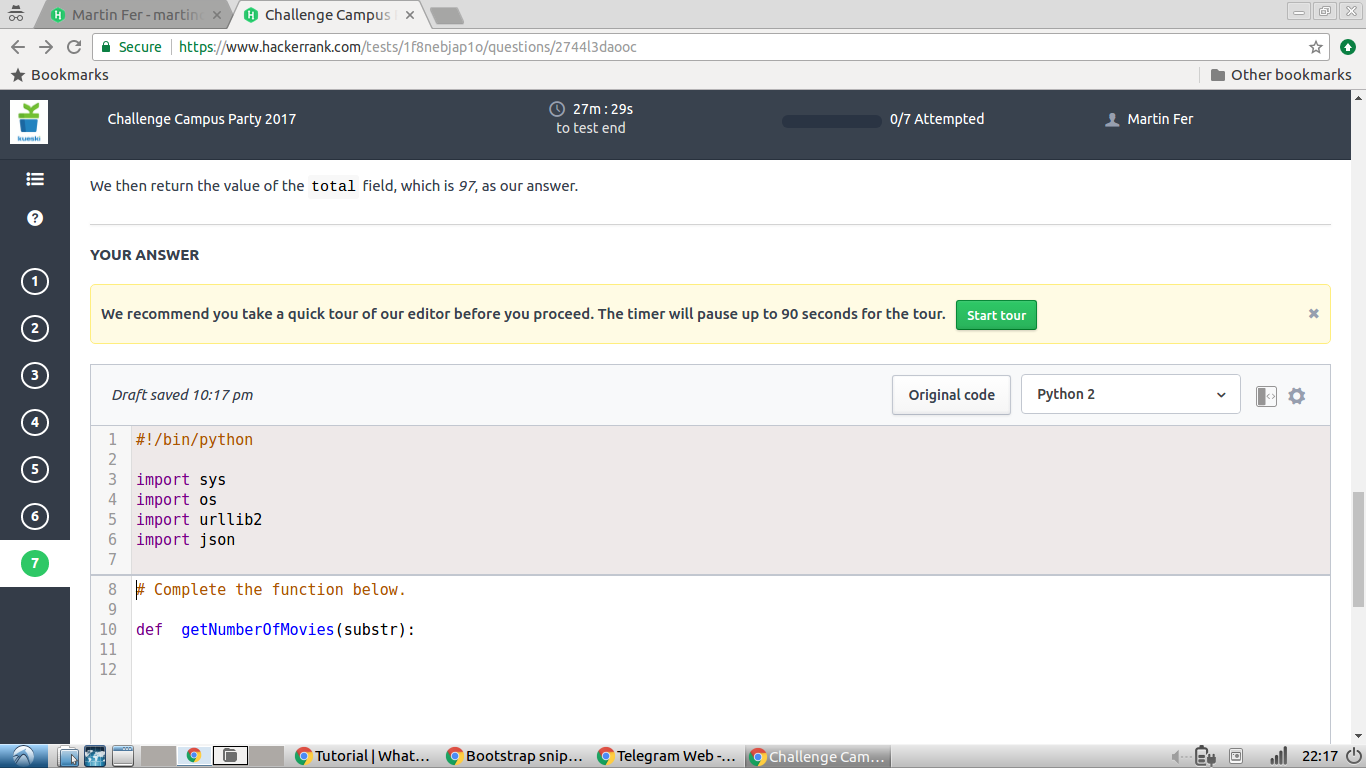 Martin Fer - martin
Challenge Campus
Secure
https://www.hackerrank.com/tests/1f8nebjap1o/questions/2744l3daooc
Bookmarks
Other bookmarks
kueski
Challenge Campus Party 2017
27m : 29s
to test end
0/7 Attempted
Martin Fer
We then return the value of the total field, which is 97, as our answer.
YOUR ANSWER
We recommend you take a quick tour of our editor before you proceed. The timer will pause up to 90 seconds for the tour.
Start tour
1
2
3
4
5
6
7
Draft saved 10:17 pm
Original code
Python 2
1 #!/bin/python
2
3 import sys
4 import os
5 import urllib2
6 import json
7
8 # Complete the function below.
9
10 def  getNumberOfMovies(substr):
11
12
Tutorial | What...
Bootstrap snip...
Telegram Web -...
Challenge Cam...
22:17